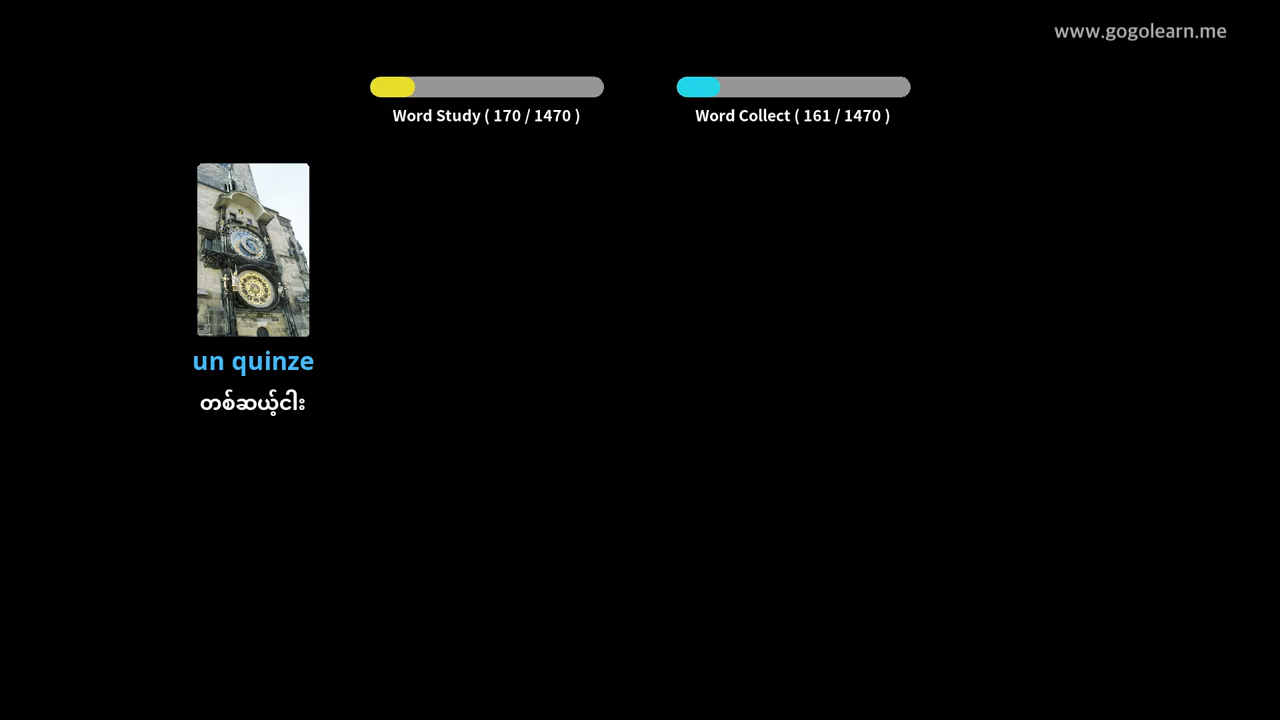 www.gogolearn.me
Word Study ( 170 / 1470 )
Word Collect ( 161 / 1470 )
un quinze
တစ်ဆယ့်ငါး